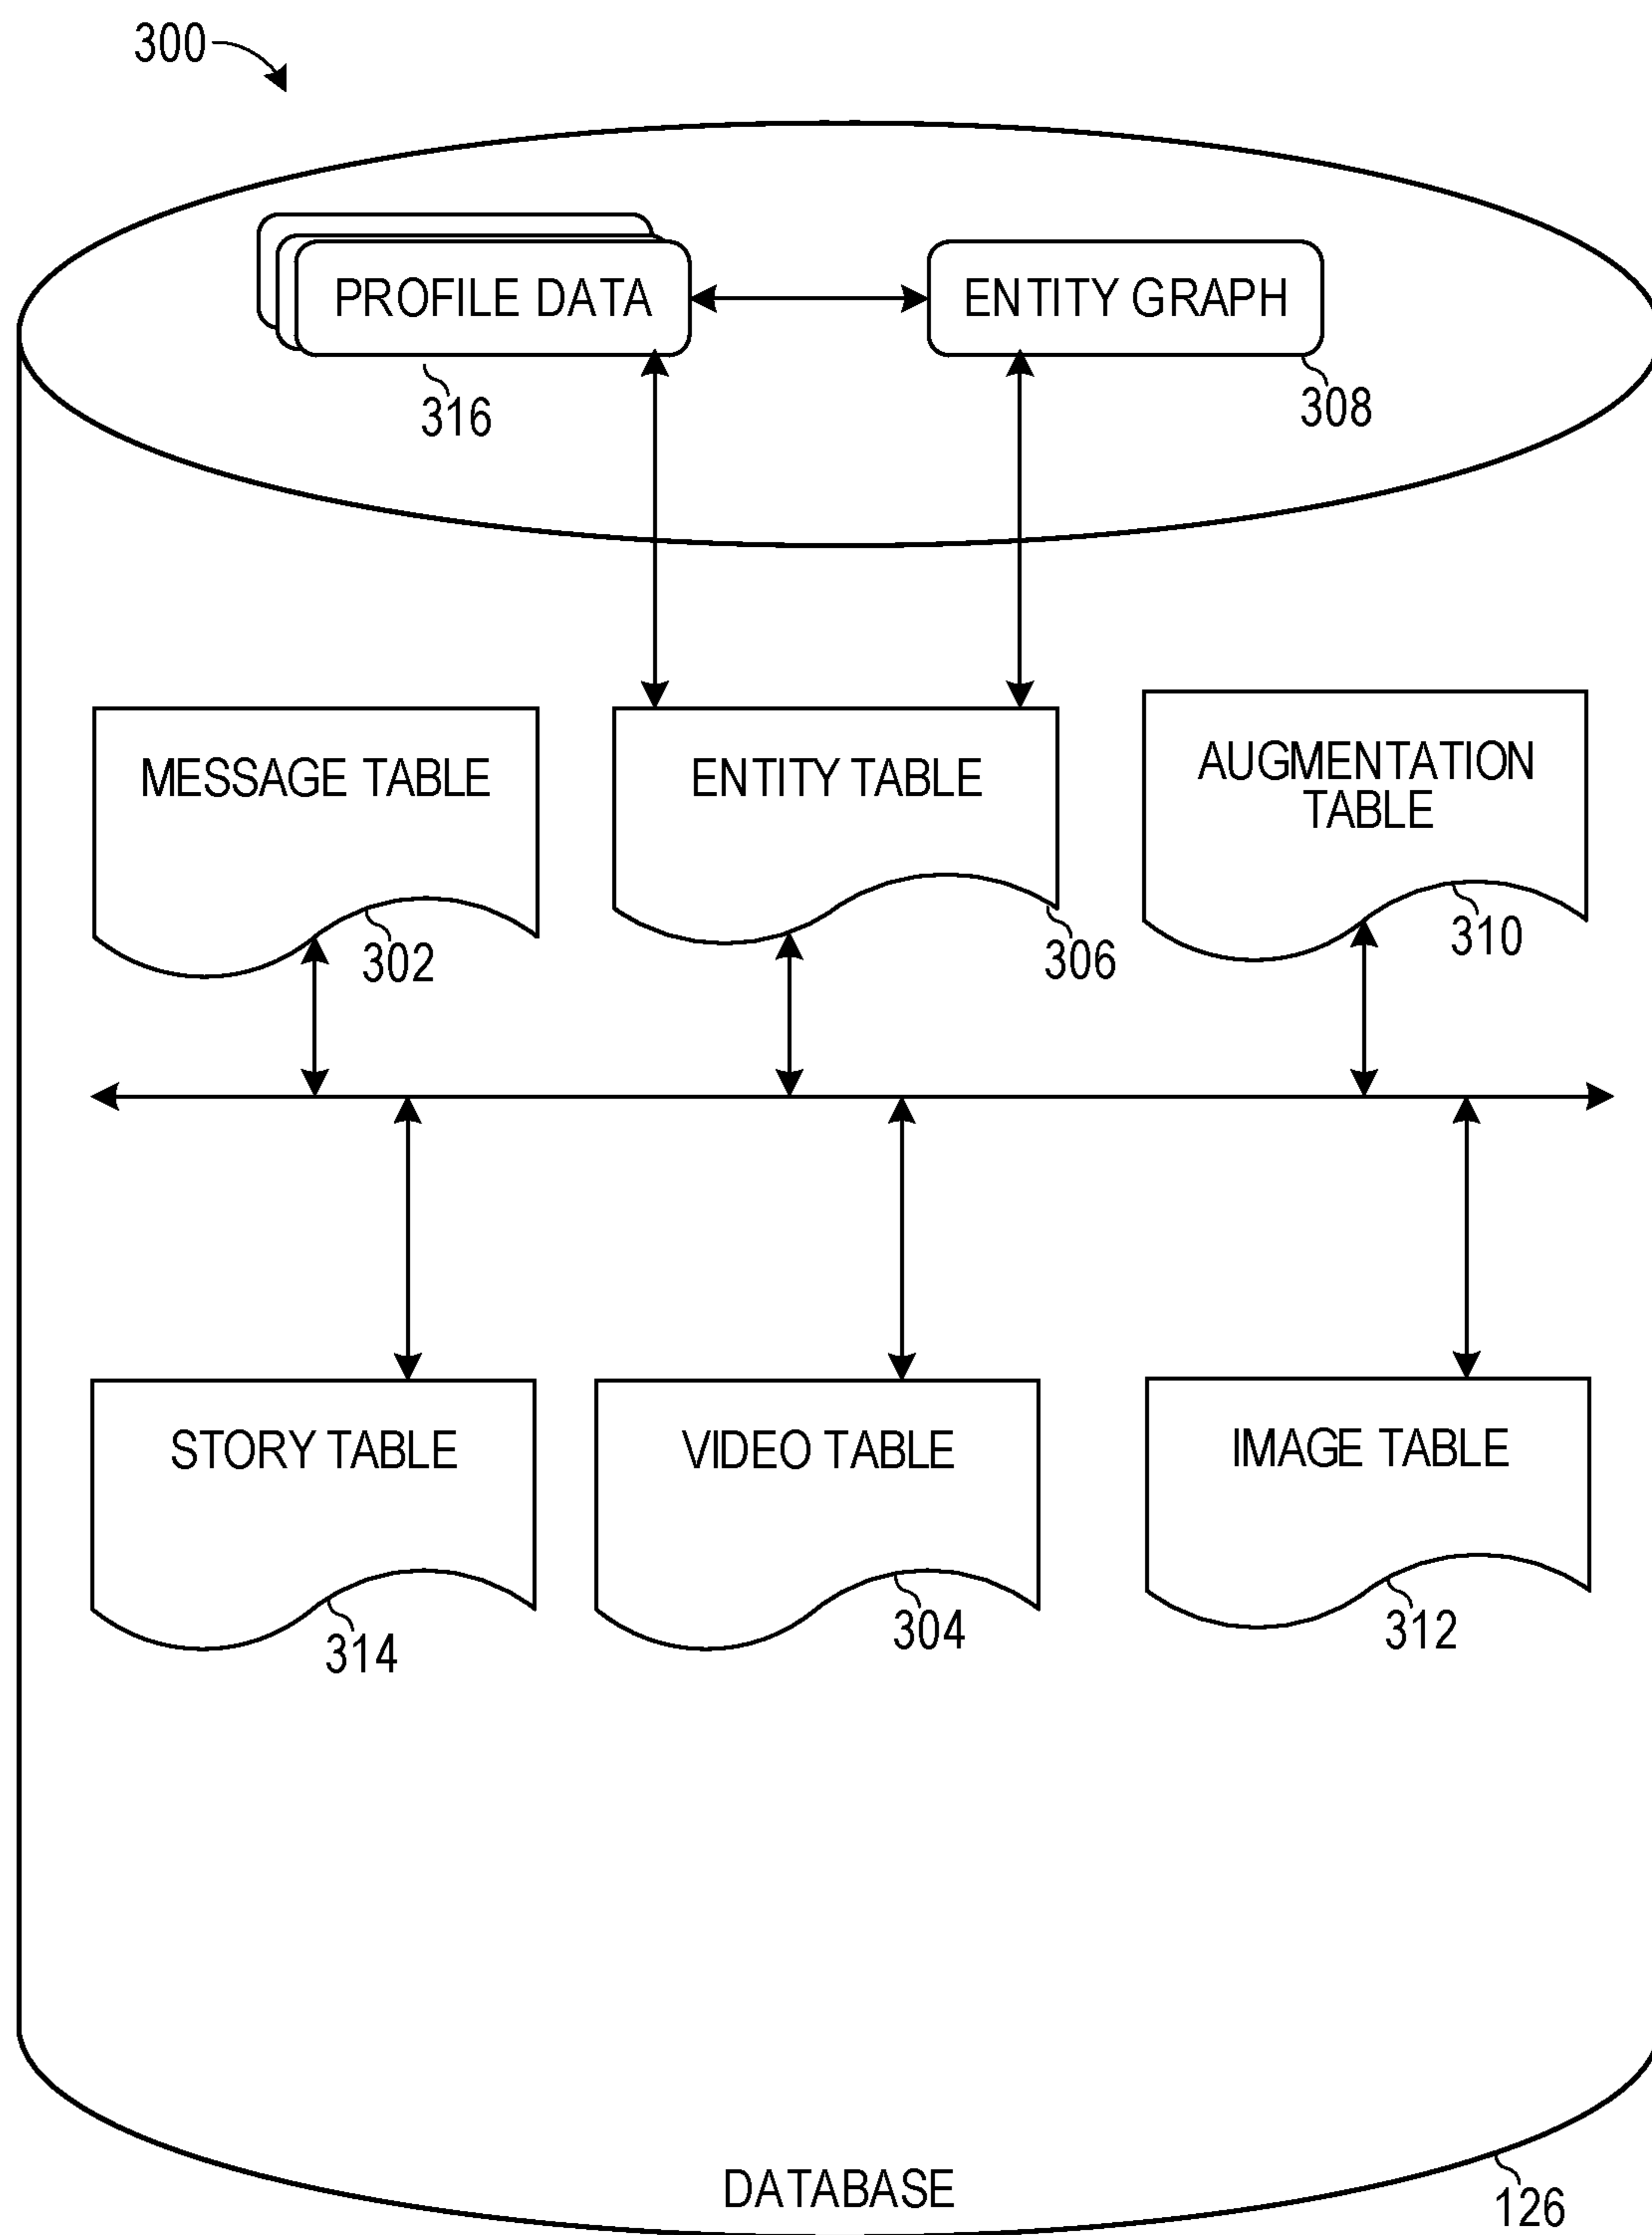 300
PROFILE DATA
ENTITY GRAPH
316
308
MESSAGE TABLE
ENTITY TABLE
AUGMENTATION
TABLE
302
306
310
STORY TABLE
VIDEO TABLE
IMAGE TABLE
314
304
312
DATABASE
126